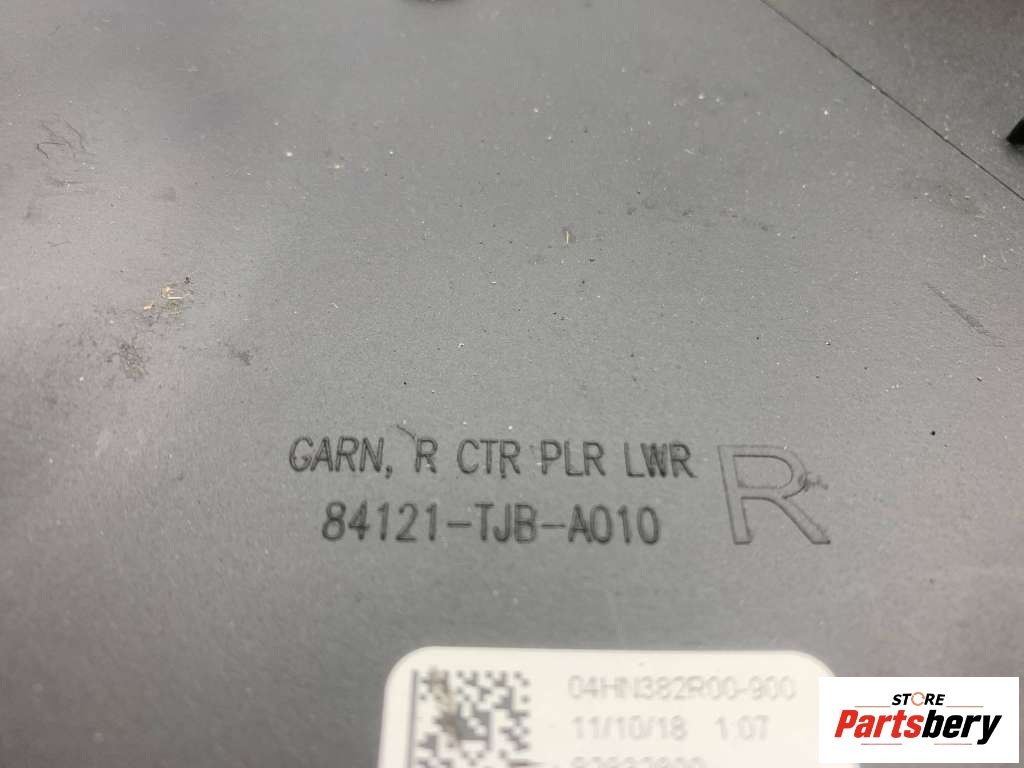 GARN, R CTR PLR LWR
R
84121-TJB-A010
04HN382R00-900
11/10/18 1:07
STORE
Partsbery